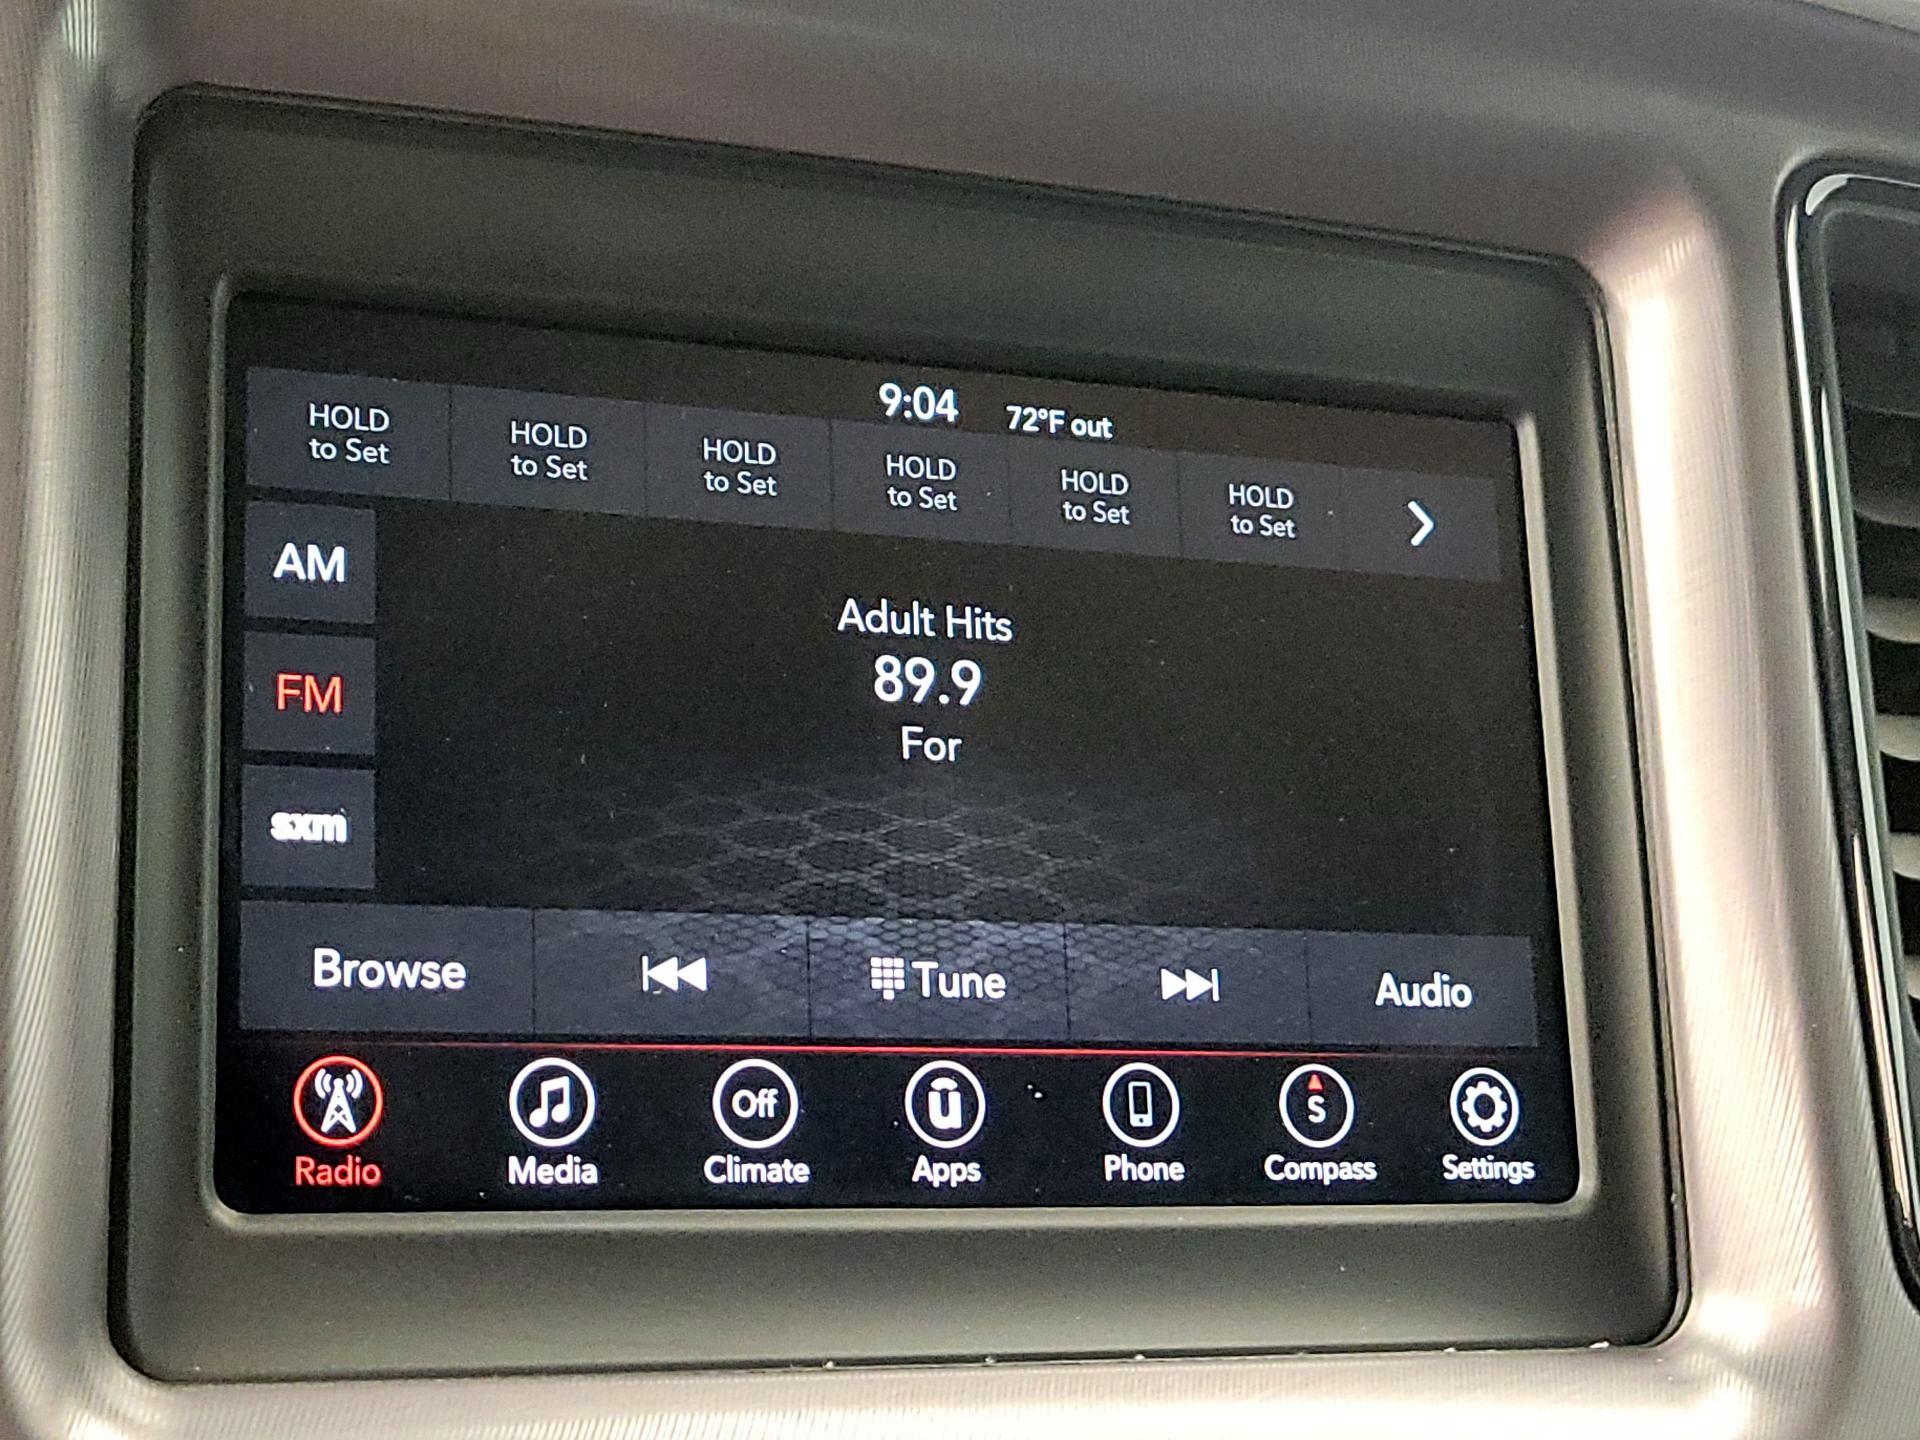 9:04 72°F out
HOLD
to Set
HOLD
to Set
HOLD
to Set
HOLD
to Set
HOLD
to Set
HOLD
to Set
AM
FM
sxm
Adult Hits
89.9
For
Browse
Tune
Audio
Off
u
S
Radio
Media
Climate
Apps
Phone
Compass
Settings